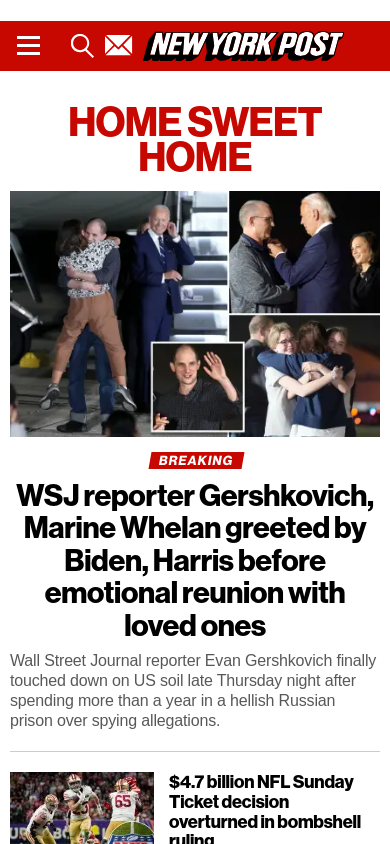 NEW YORK POST
HOME SWEET
HOME
BREAKING
WSJ reporter Gershkovich,
Marine Whelan greeted by
Biden, Harris before
emotional reunion with
loved ones
Wall Street Journal reporter Evan Gershkovich finally
touched down on US soil late Thursday night after
spending more than a year in a hellish Russian
prison over spying allegations.
$4.7 billion NFL Sunday
Ticket decision
overturned in bombshell
ruling
65